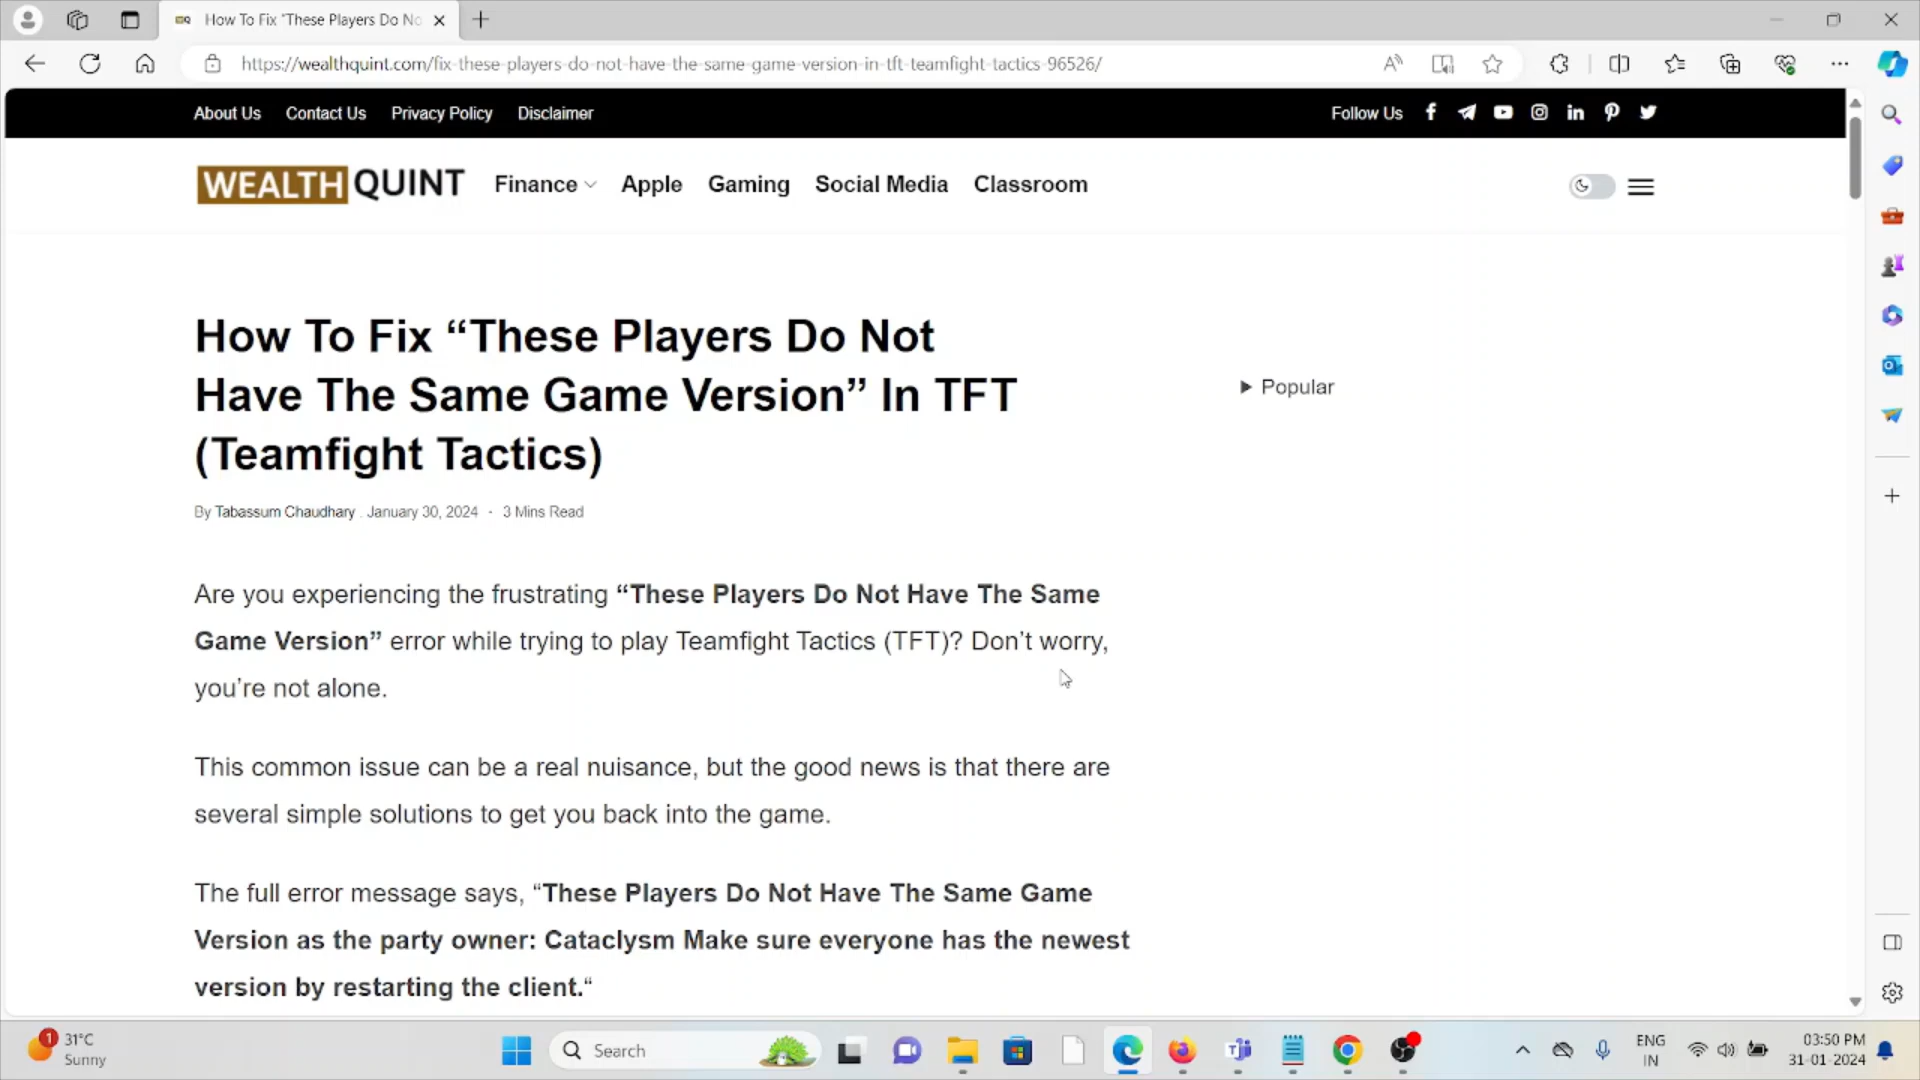 How To Fix "These Players Do No
https://wealthquint.com/fix-these-players-do-not-have-the-same-game-version-in-tft-teamfight-tactics-96526/
About Us Contact Us Privacy Policy Disclaimer Follow Us
WEALTH QUINT Finance Apple Gaming Social Media Classroom
How To Fix “These Players Do Not
Have The Same Game Version” In TFT
(Teamfight Tactics)
Popular
By Tabassum Chaudhary . January 30, 2024 - 3 Mins Read
Are you experiencing the frustrating “These Players Do Not Have The Same
Game Version” error while trying to play Teamfight Tactics (TFT)? Don’t worry,
you’re not alone.
This common issue can be a real nuisance, but the good news is that there are
several simple solutions to get you back into the game.
The full error message says, “These Players Do Not Have The Same Game
Version as the party owner: Cataclysm Make sure everyone has the newest
version by restarting the client.“
1 31°C
Sunny
Search
ENG
IN
03:50 PM
31-01-2024